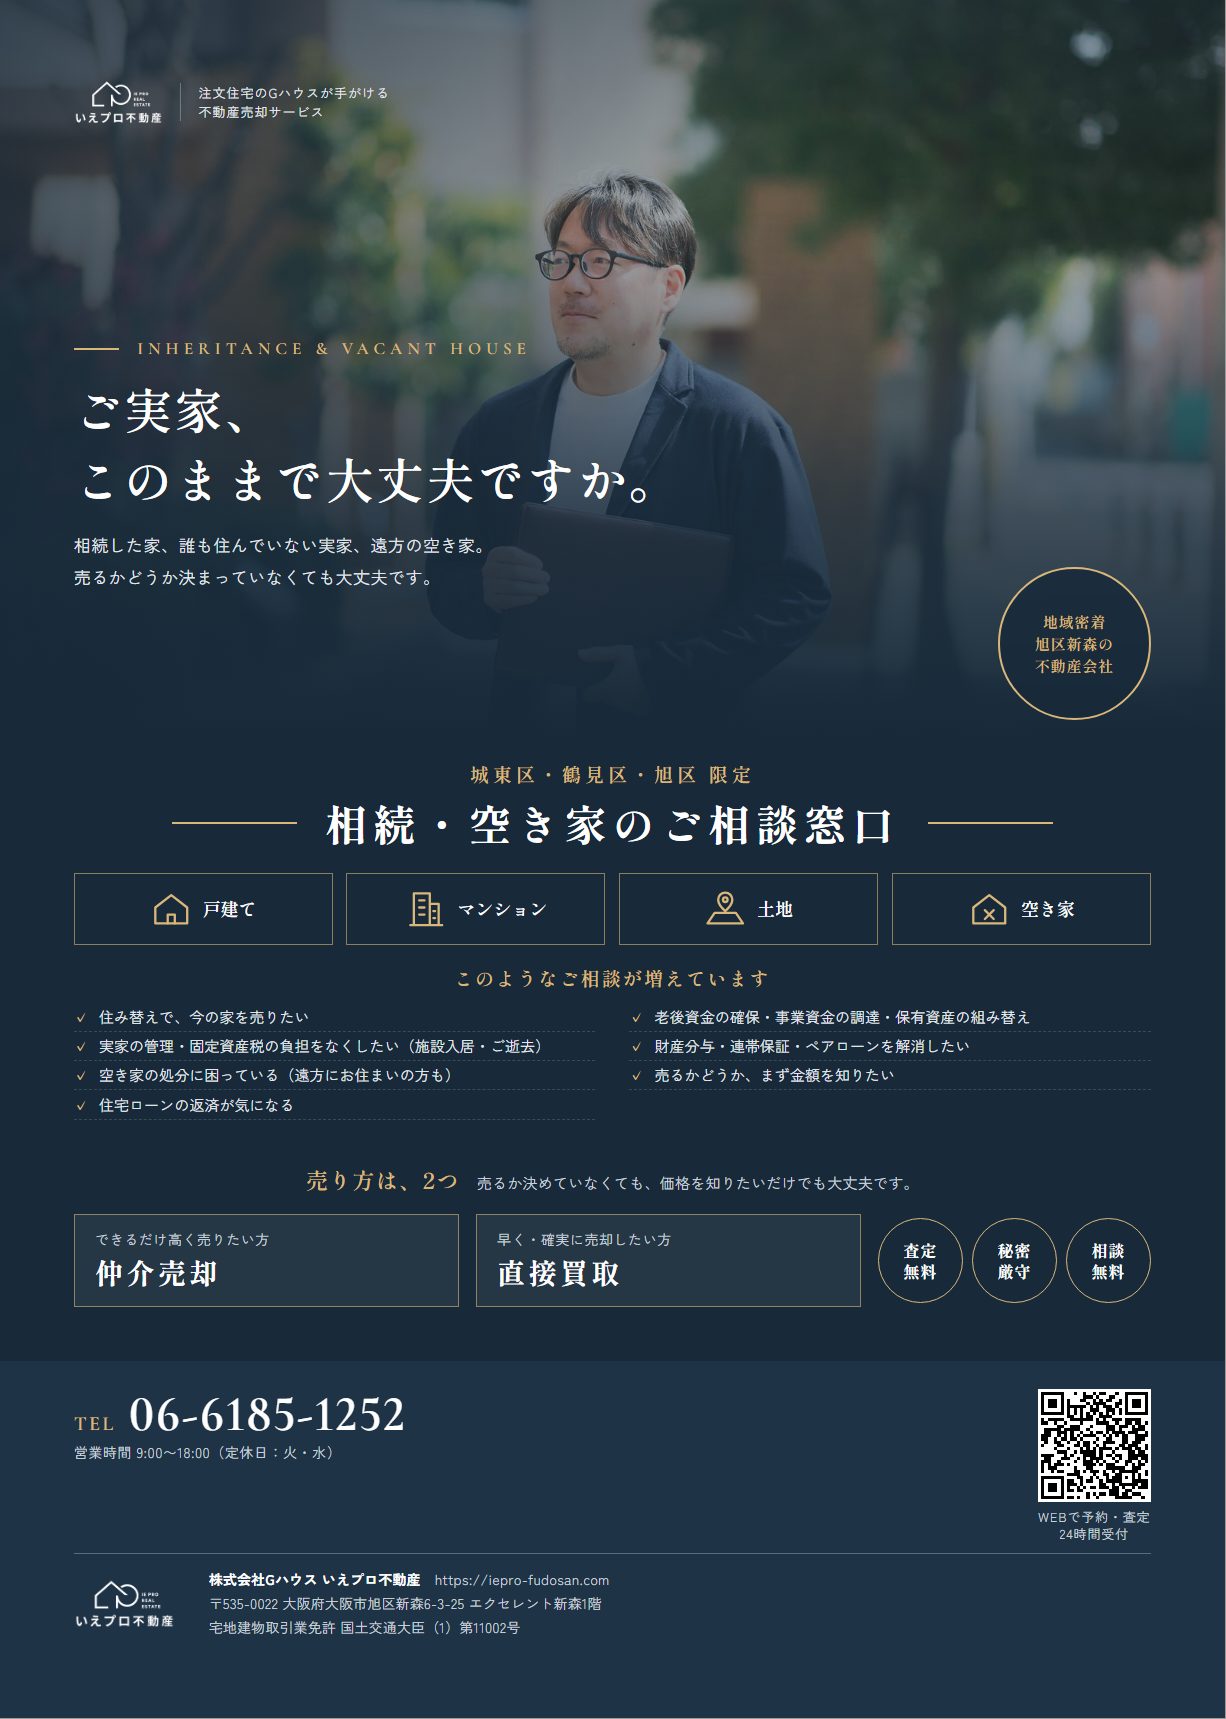 IE PRO
REAL
ESTATE
いえプロ不動産
注文住宅のGハウスが手がける
不動産売却サービス
INHERITANCE & VACANT HOUSE
ご実家、
このままで大丈夫ですか。
相続した家、誰も住んでいない実家、遠方の空き家。
売るかどうか決まっていなくても大丈夫です。
地域密着
旭区新森の
不動産会社
城東区・鶴見区・旭区 限定
相続・空き家のご相談窓口
戸建て
マンション
土地
空き家
このようなご相談が増えています
✓ 住み替えで、今の家を売りたい
✓ 実家の管理・固定資産税の負担をなくしたい（施設入居・ご逝去）
✓ 空き家の処分に困っている（遠方にお住まいの方も）
✓ 住宅ローンの返済が気になる
✓ 老後資金の確保・事業資金の調達・保有資産の組み替え
✓ 財産分与・連帯保証・ペアローンを解消したい
✓ 売るかどうか、まず金額を知りたい
売り方は、2つ 売るか決めていなくても、価格を知りたいだけでも大丈夫です。
できるだけ高く売りたい方
仲介売却
早く・確実に売却したい方
直接買取
査定
無料
秘密
厳守
相談
無料
TEL 06-6185-1252
営業時間 9:00〜18:00（定休日：火・水）
WEBで予約・査定
24時間受付
IE PRO
REAL
ESTATE
いえプロ不動産
株式会社Gハウス いえプロ不動産 https://iepro-fudosan.com
〒535-0022 大阪府大阪市旭区新森6-3-25 エクセレント新森1階
宅地建物取引業免許 国土交通大臣（1）第11002号